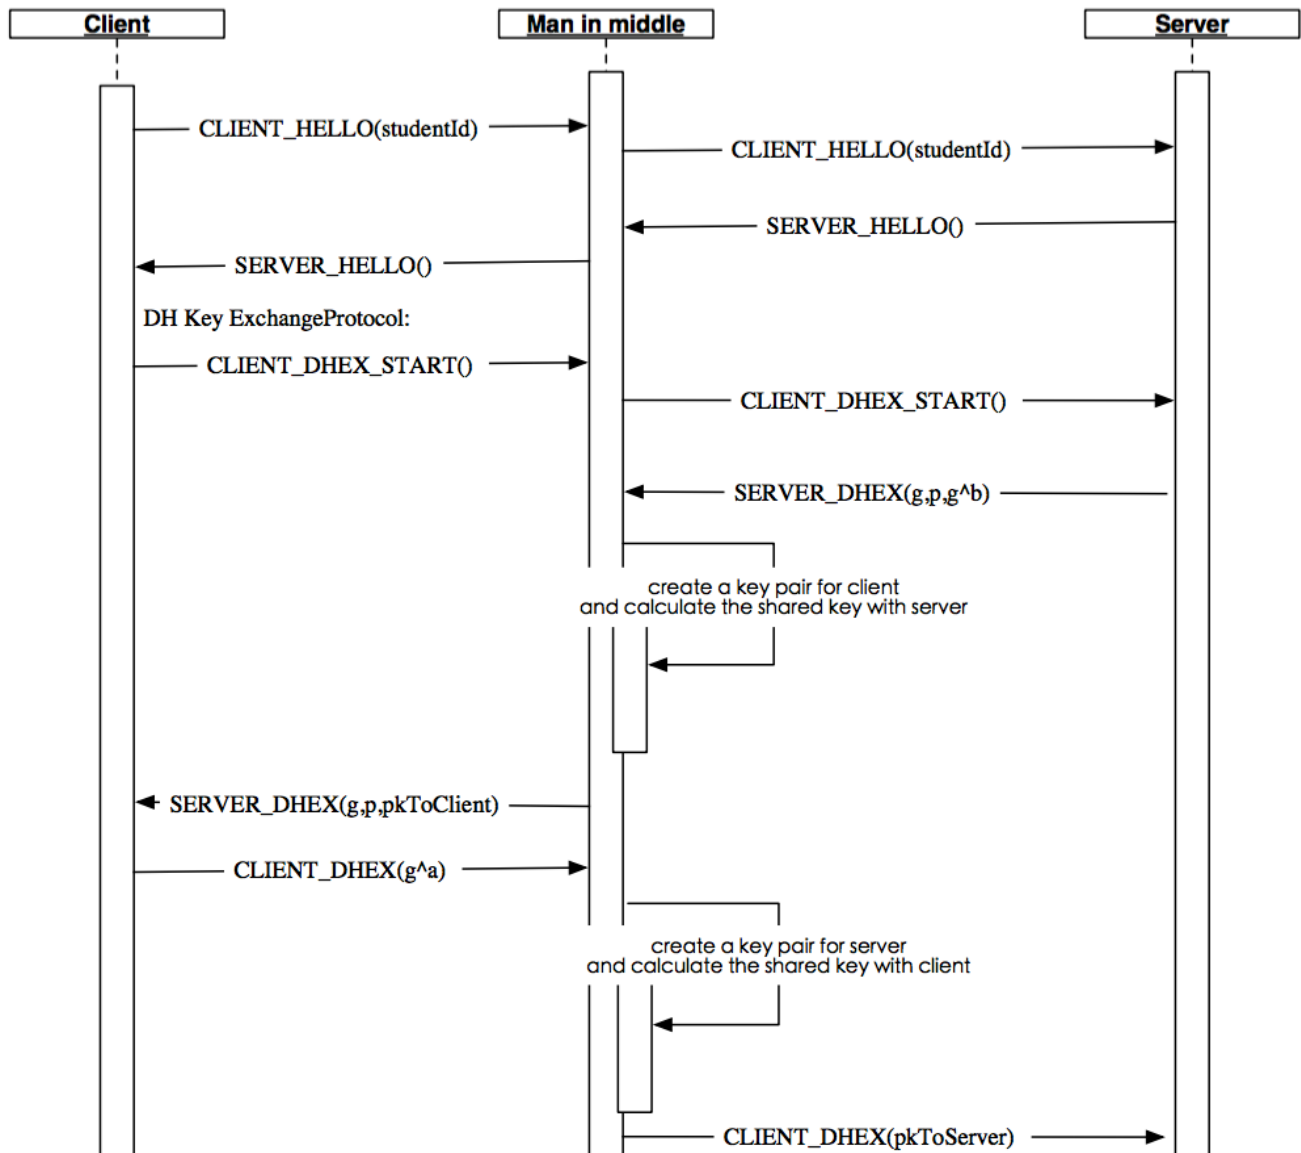 Client
Man in middle
Server
CLIENT_HELLO(studentId)
CLIENT_HELLO(studentId)
SERVER_HELLO()
SERVER_HELLO()
DH Key ExchangeProtocol:
CLIENT_DHEX_START()
CLIENT_DHEX_START()
SERVER_DHEX(g,p,g^b)
create a key pair for client
and calculate the shared key with server
SERVER_DHEX(g,p,pkToClient)
CLIENT_DHEX(g^a)
create a key pair for server
and calculate the shared key with client
CLIENT_DHEX(pkToServer)